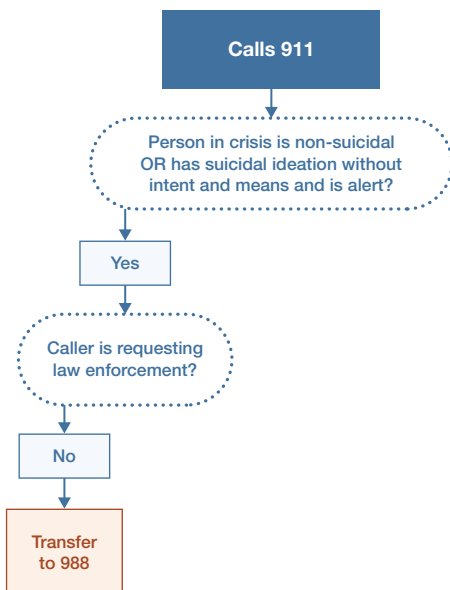 Calls 911
Person in crisis is non-suicidal
OR has suicidal ideation without
intent and means and is alert?
Yes
Caller is requesting
law enforcement?
No
Transfer
to 988